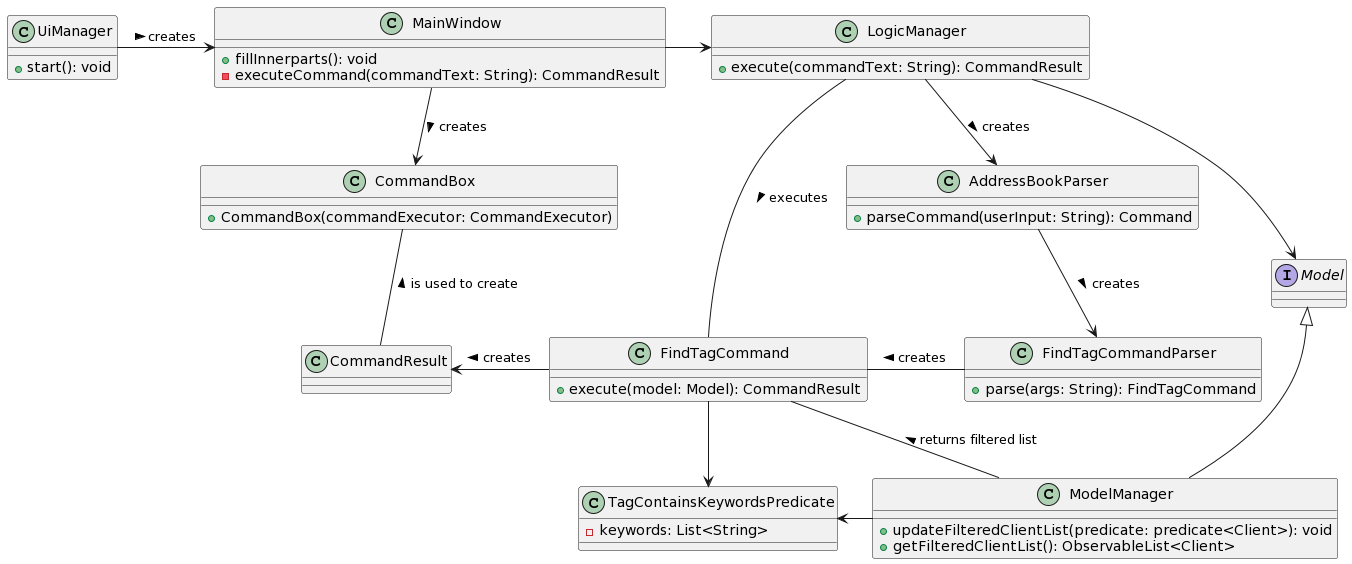 C UiManager
start(): void
creates
C MainWindow
fillInnerparts(): void
executeCommand(commandText: String): CommandResult
C LogicManager
execute(commandText: String): CommandResult
creates
creates
C CommandBox
CommandBox(commandExecutor: CommandExecutor)
executes
C AddressBookParser
parseCommand(userInput: String): Command
I Model
is used to create
creates
C CommandResult
creates
C FindTagCommand
execute(model: Model): CommandResult
creates
C FindTagCommandParser
parse(args: String): FindTagCommand
returns filtered list
C TagContainsKeywordsPredicate
keywords: List<String>
C ModelManager
updateFilteredClientList(predicate: predicate<Client>): void
getFilteredClientList(): ObservableList<Client>